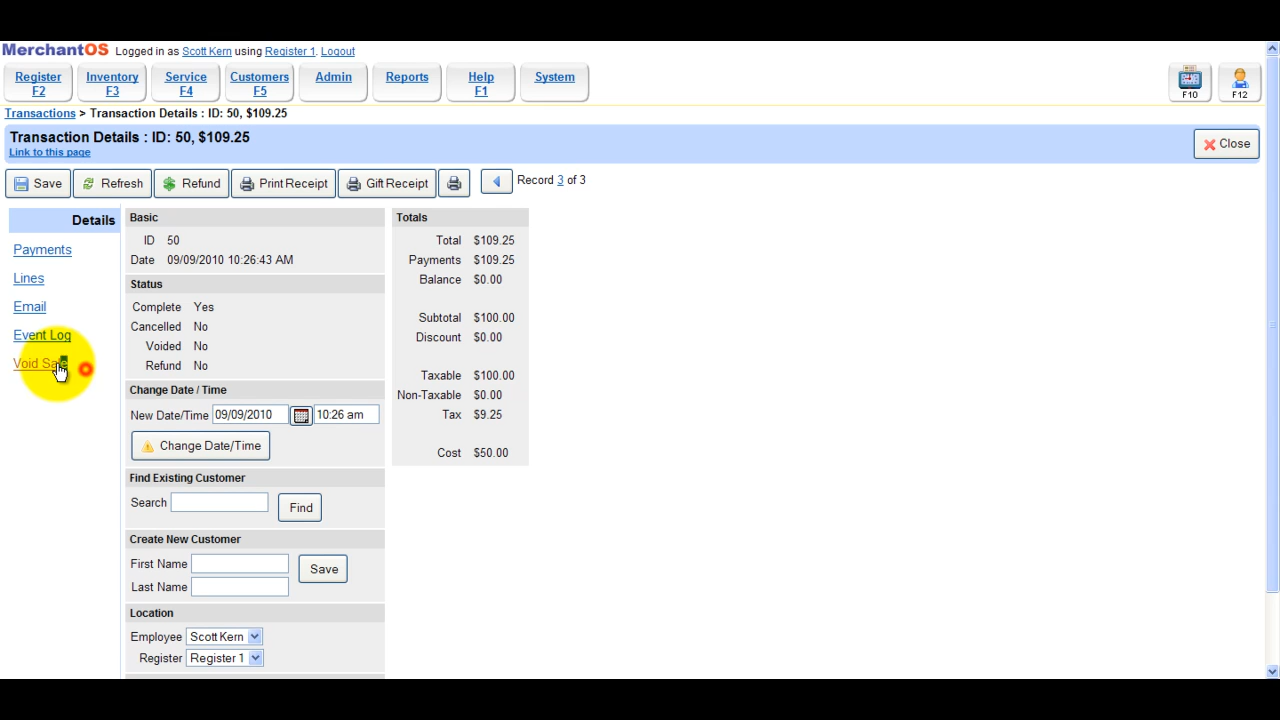 MerchantOS Logged in as Scott Kern using Register 1. Logout
Register F2
Inventory F3
Service F4
Customers F5
Admin
Reports
Help F1
System
F10
F12
Transactions > Transaction Details : ID: 50, $109.25
Transaction Details : ID: 50, $109.25
Link to this page
Close
Save
Refresh
Refund
Print Receipt
Gift Receipt
Record 3 of 3
Details
Payments
Lines
Email
Event Log
Void Sale
Basic
ID 50
Date 09/09/2010 10:26:43 AM
Status
Complete Yes
Cancelled No
Voided No
Refund No
Change Date / Time
New Date/Time 09/09/2010 10:26 am
Change Date/Time
Find Existing Customer
Search Find
Create New Customer
First Name
Last Name
Save
Location
Employee Scott Kern
Register Register 1
Totals
Total $109.25
Payments $109.25
Balance $0.00
Subtotal $100.00
Discount $0.00
Taxable $100.00
Non-Taxable $0.00
Tax $9.25
Cost $50.00